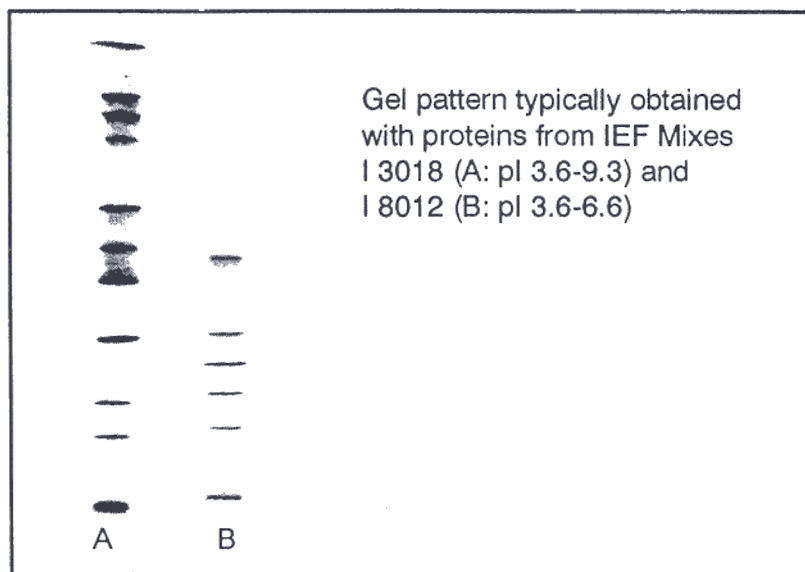 Gel pattern typically obtained
with proteins from IEF Mixes
I 3018 (A: pI 3.6-9.3) and
I 8012 (B: pI 3.6-6.6)
A B